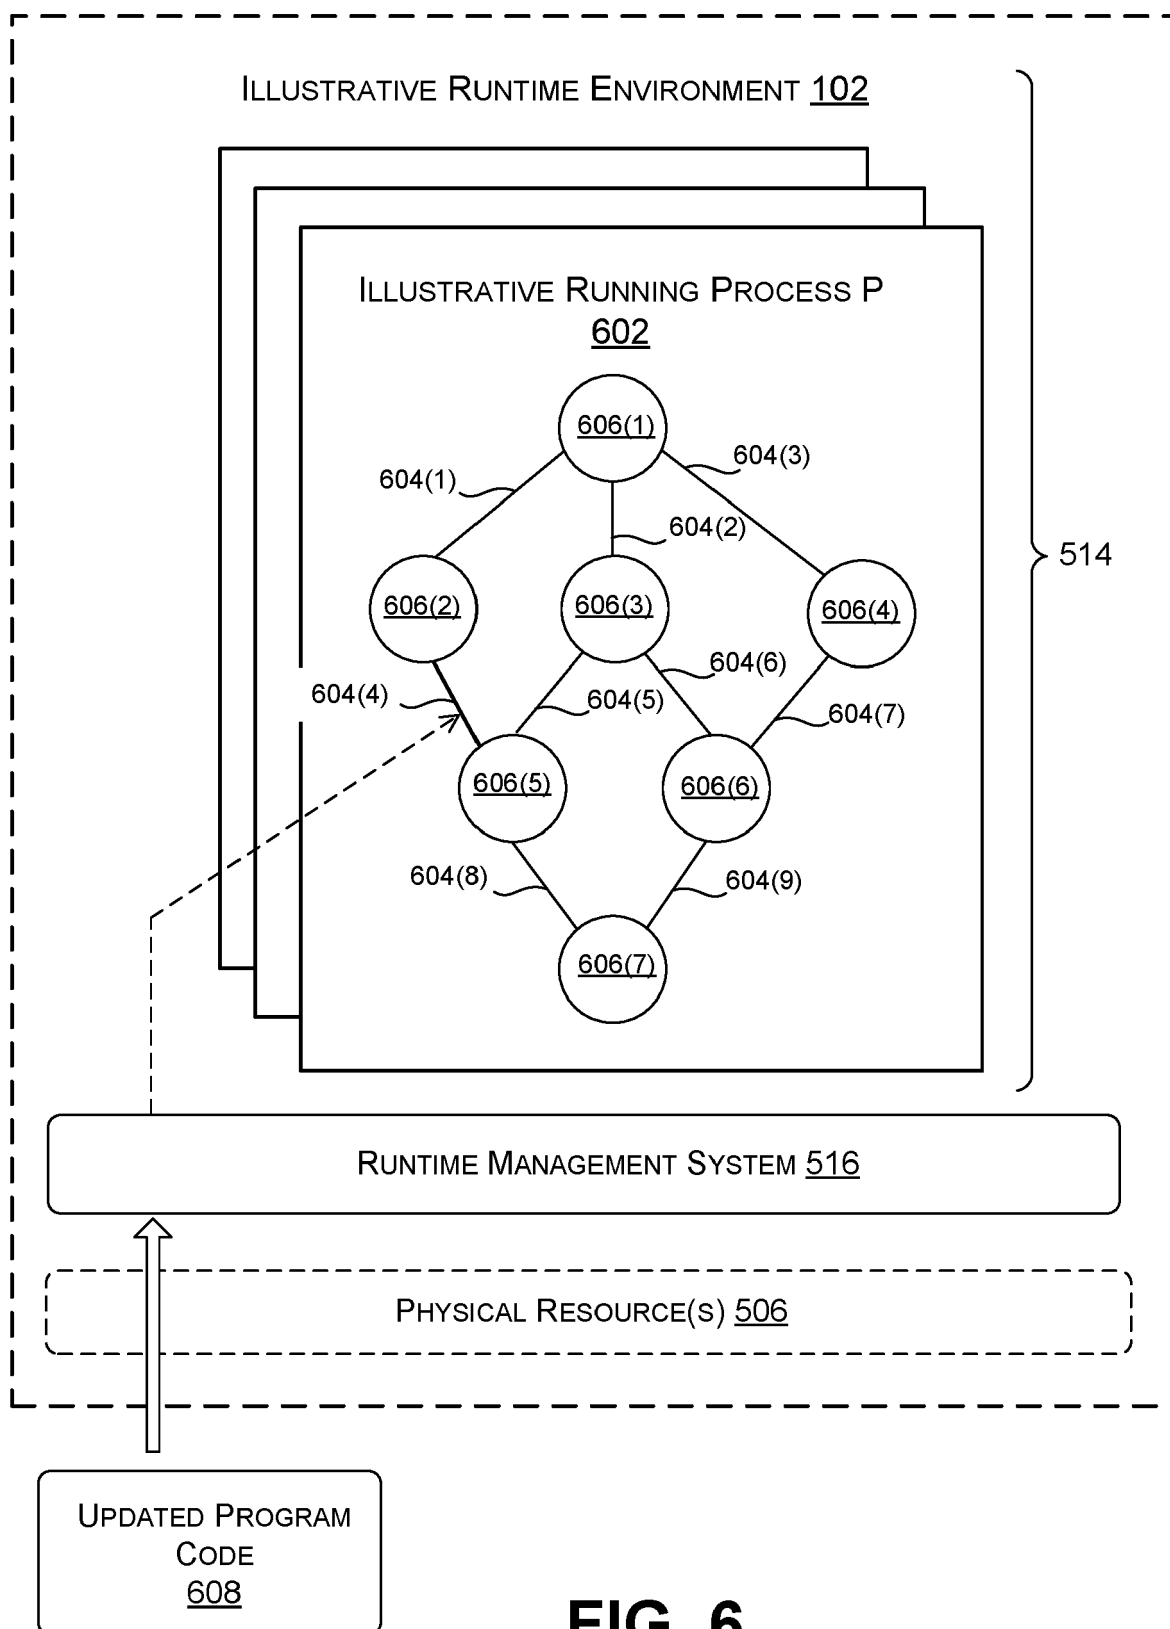 ILLUSTRATIVE RUNTIME ENVIRONMENT 102
ILLUSTRATIVE RUNNING PROCESS P
602
606(1)
604(3)
604(1)
604(2)
514
606(2)
606(3)
606(4)
604(6)
604(4)
604(5)
604(7)
606(5)
606(6)
604(8)
604(9)
606(7)
RUNTIME MANAGEMENT SYSTEM 516
PHYSICAL RESOURCE(S) 506
UPDATED PROGRAM
CODE
608
FIG. 6